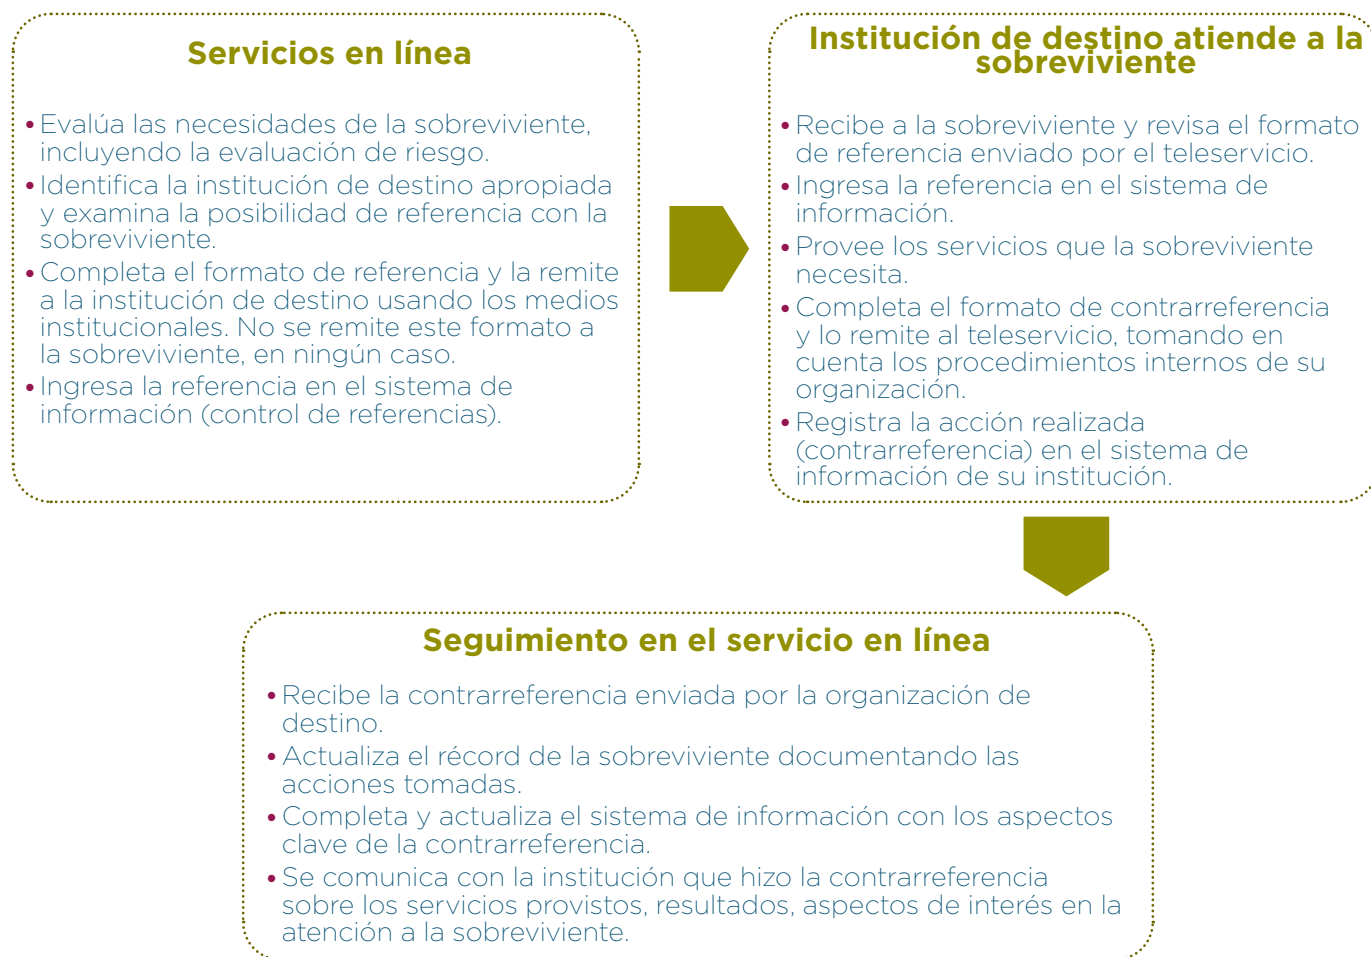 Servicios en línea
• Evalúa las necesidades de la sobreviviente,
incluyendo la evaluación de riesgo.
• Identifica la institución de destino apropiada
y examina la posibilidad de referencia con la
sobreviviente.
• Completa el formato de referencia y la remite
a la institución de destino usando los medios
institucionales. No se remite este formato a
la sobreviviente, en ningún caso.
• Ingresa la referencia en el sistema de
información (control de referencias).
Institución de destino atiende a la
sobreviviente
• Recibe a la sobreviviente y revisa el formato
de referencia enviado por el teleservicio.
• Ingresa la referencia en el sistema de
información.
• Provee los servicios que la sobreviviente
necesita.
• Completa el formato de contrarreferencia
y lo remite al teleservicio, tomando en
cuenta los procedimientos internos de su
organización.
• Registra la acción realizada
(contrarreferencia) en el sistema de
información de su institución.
Seguimiento en el servicio en línea
• Recibe la contrarreferencia enviada por la organización de
destino.
• Actualiza el récord de la sobreviviente documentando las
acciones tomadas.
• Completa y actualiza el sistema de información con los aspectos
clave de la contrarreferencia.
• Se comunica con la institución que hizo la contrarreferencia
sobre los servicios provistos, resultados, aspectos de interés en la
atención a la sobreviviente.